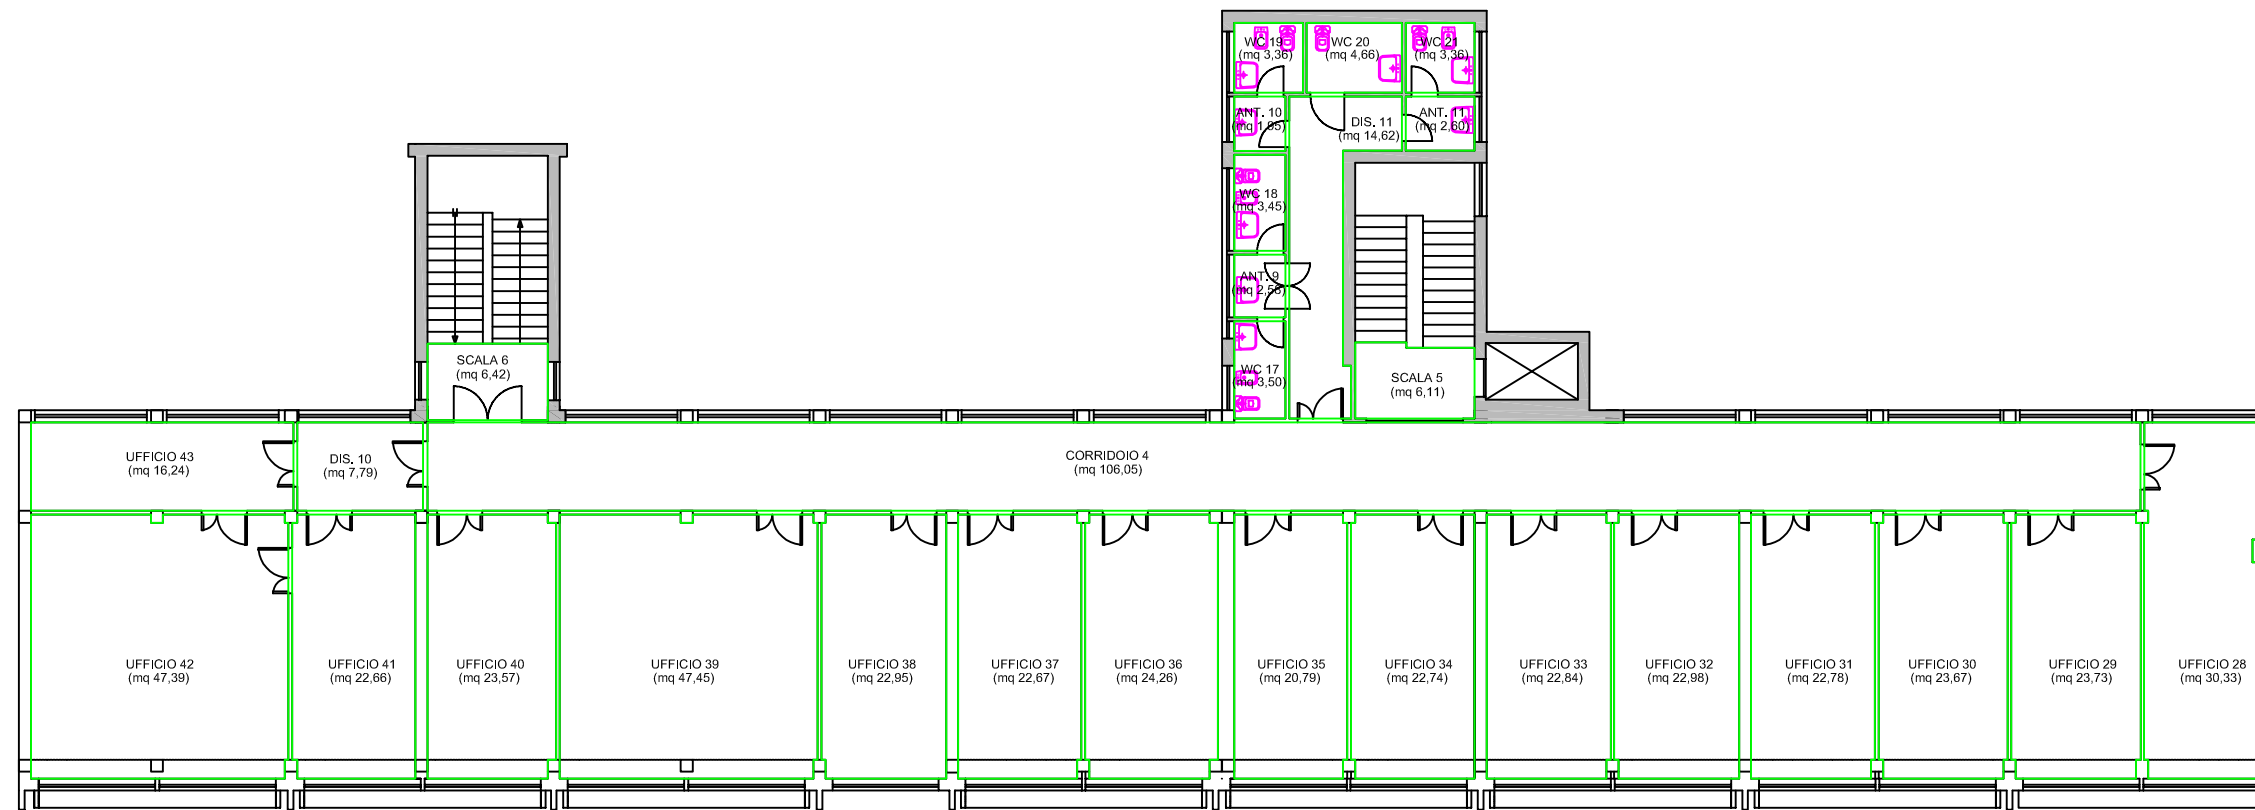 WC 19
(mq 3,36)
WC 20
(mq 4,66)
WC 21
(mq 3,36)
ANT. 10
(mq 1,95)
DIS. 11
(mq 14,62)
ANT. 11
(mq 2,60)
WC 18
(mq 3,45)
ANT. 9
(mq 2,58)
WC 17
(mq 3,50)
SCALA 6
(mq 6,42)
SCALA 5
(mq 6,11)
UFFICIO 43
(mq 16,24)
DIS. 10
(mq 7,79)
CORRIDOIO 4
(mq 106,05)
UFFICIO 42
(mq 47,39)
UFFICIO 41
(mq 22,66)
UFFICIO 40
(mq 23,57)
UFFICIO 39
(mq 47,45)
UFFICIO 38
(mq 22,95)
UFFICIO 37
(mq 22,67)
UFFICIO 36
(mq 24,26)
UFFICIO 35
(mq 20,79)
UFFICIO 34
(mq 22,74)
UFFICIO 33
(mq 22,84)
UFFICIO 32
(mq 22,98)
UFFICIO 31
(mq 22,78)
UFFICIO 30
(mq 23,67)
UFFICIO 29
(mq 23,73)
UFFICIO 28
(mq 30,33)